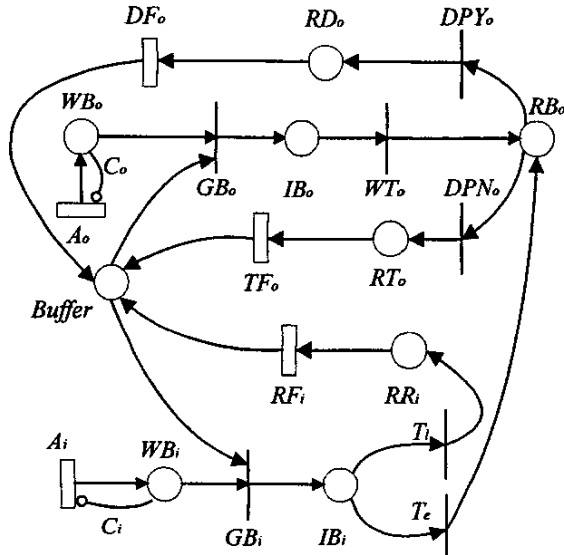 DFₒ RDₒ DPYₒ
WBₒ RBₒ
Cₒ
GBₒ IBₒ WTₒ DPNₒ
Aₒ
TFₒ RTₒ
Buffer
RFᵢ RRᵢ
Aᵢ WBᵢ Tₗ
Cᵢ GBᵢ IBᵢ Tₑ